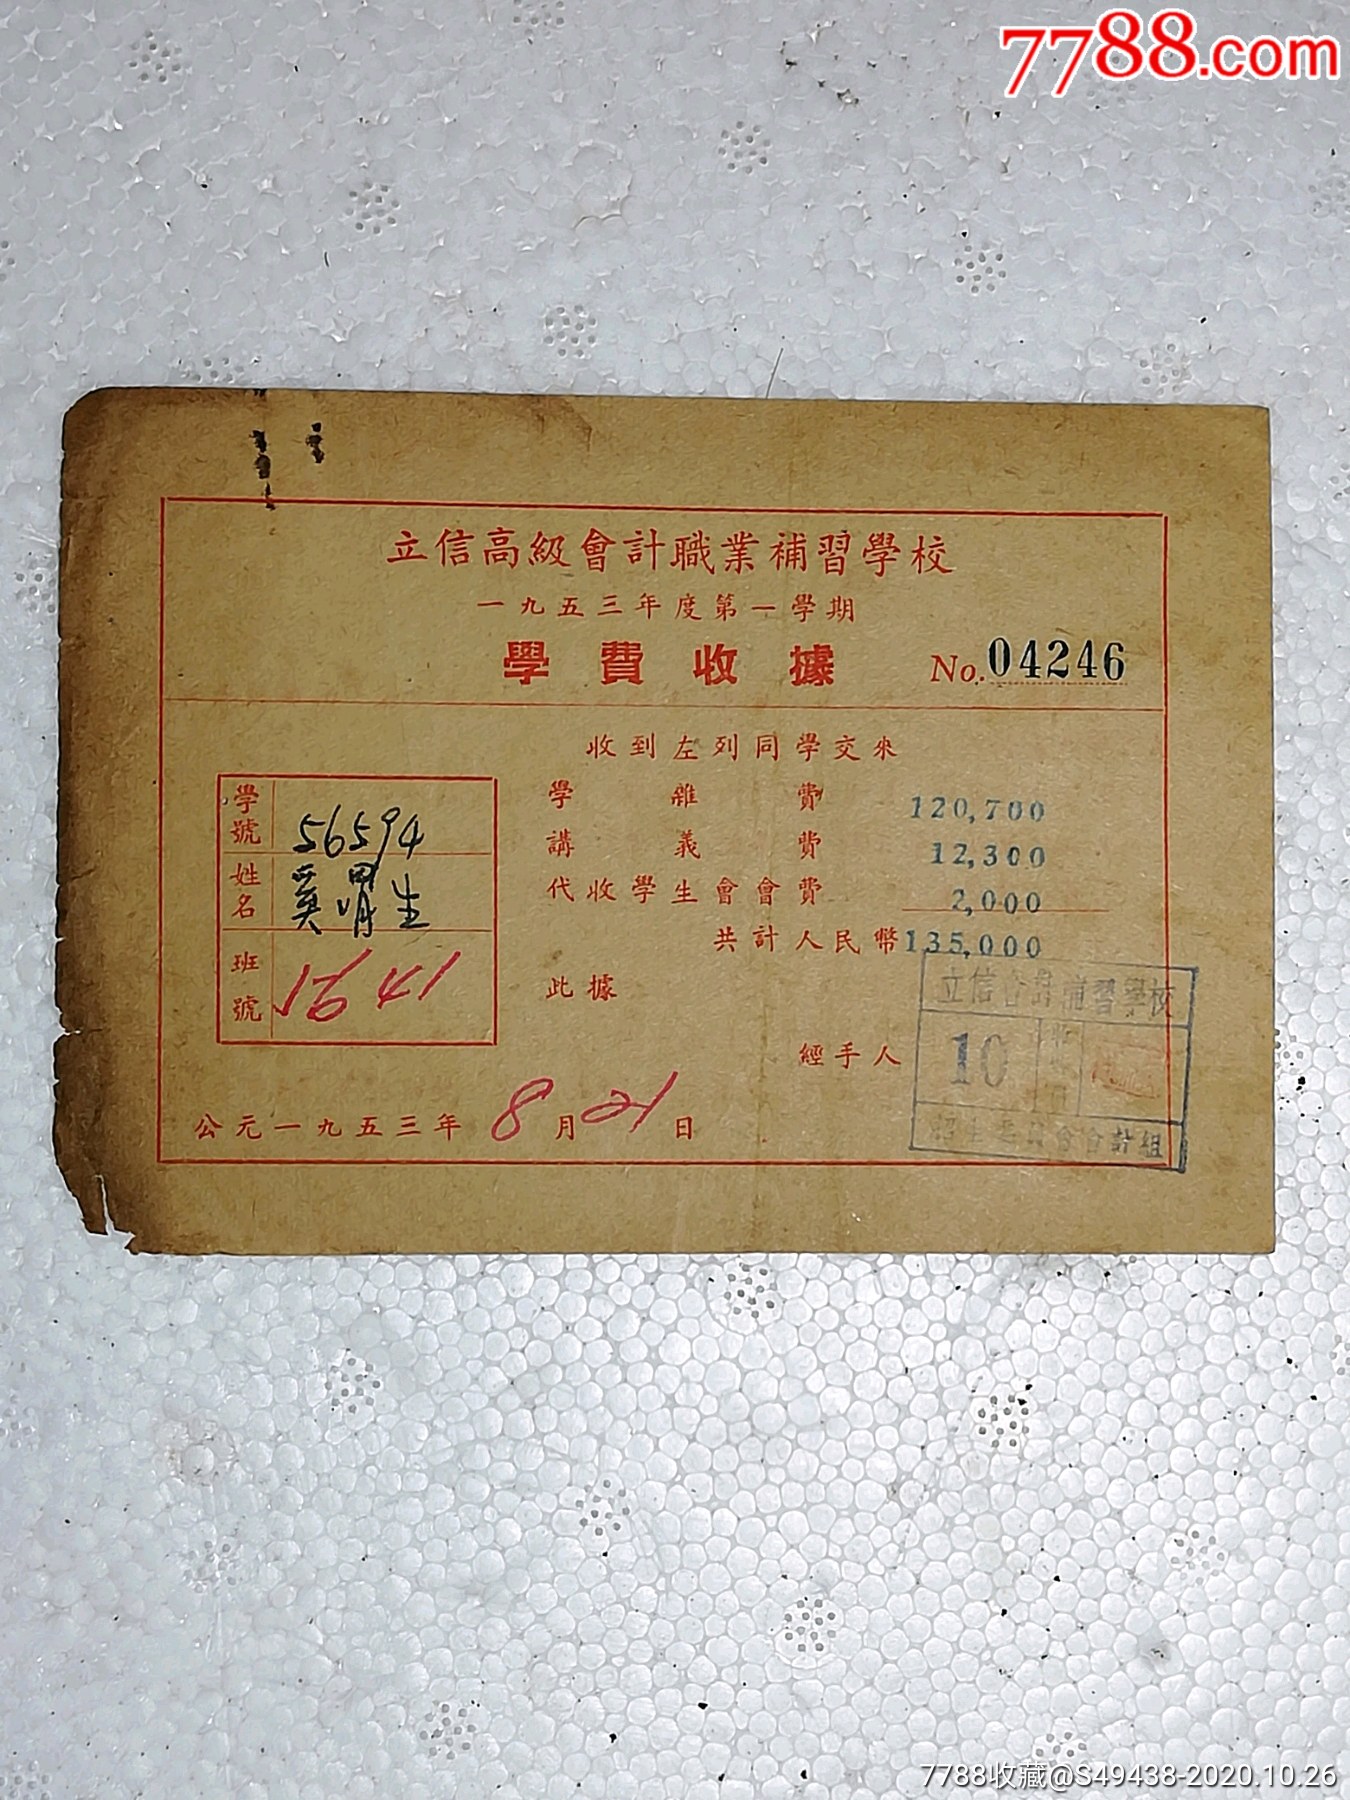 7788.com
立信高級會計職業補習學校
一九五三年度第一學期
學費收據 No.04246
收到左列同學交來
學雜費 120,700
講義費 12,300
代收學生會會費 2,000
共計人民幣 135,000
此據
學號 56594
姓名 生
班號 41
經手人
立信會計補習學校
10
會會計組
公元一九五三年 8月21日
7788收藏@S49438-2020.10.26